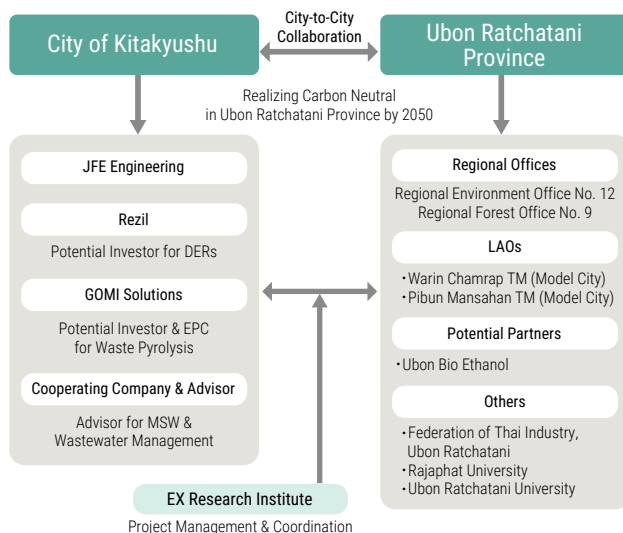 City of Kitakyushu
City-to-City
Collaboration
Ubon Ratchatani
Province
Realizing Carbon Neutral
in Ubon Ratchatani Province by 2050
JFE Engineering
Rezil
Potential Investor for DERs
GOMI Solutions
Potential Investor & EPC
for Waste Pyrolysis
Cooperating Company & Advisor
Advisor for MSW &
Wastewater Management
Regional Offices
Regional Environment Office No. 12
Regional Forest Office No. 9
LAOs
・Warin Chamrap TM (Model City)
・Pibun Mansahan TM (Model City)
Potential Partners
・Ubon Bio Ethanol
Others
・Federation of Thai Industry,
Ubon Ratchatani
・Rajaphat University
・Ubon Ratchatani University
EX Research Institute
Project Management & Coordination